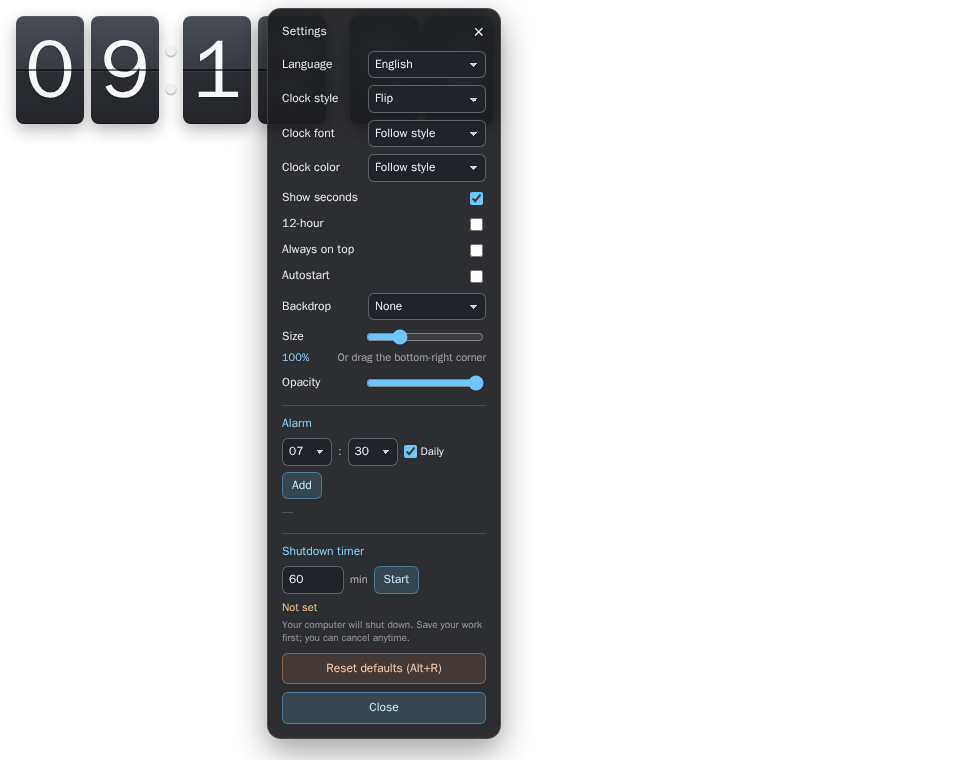 09:1
Settings ×
Language English
Clock style Flip
Clock font Follow style
Clock color Follow style
Show seconds
12-hour
Always on top
Autostart
Backdrop None
Size
100% Or drag the bottom-right corner
Opacity
Alarm
07 : 30 Daily
Add
—
Shutdown timer
60 min Start
Not set
Your computer will shut down. Save your work
first; you can cancel anytime.
Reset defaults (Alt+R)
Close